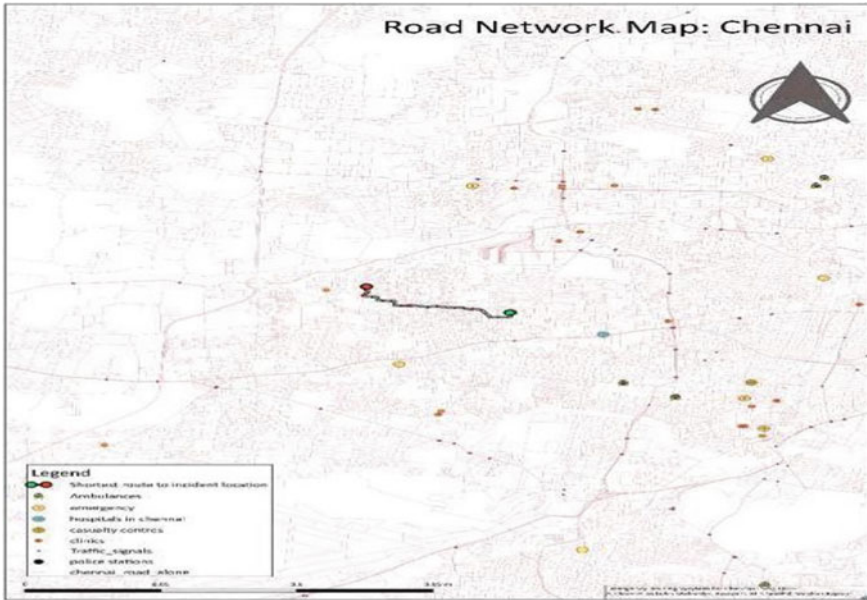 Road Network Map: Chennai
Legend
Shortest route to incident location
Ambulances
emergency
hospitals in chennai
casualty centres
clinics
Traffic_signals
police stations
chennai_road_alone
0